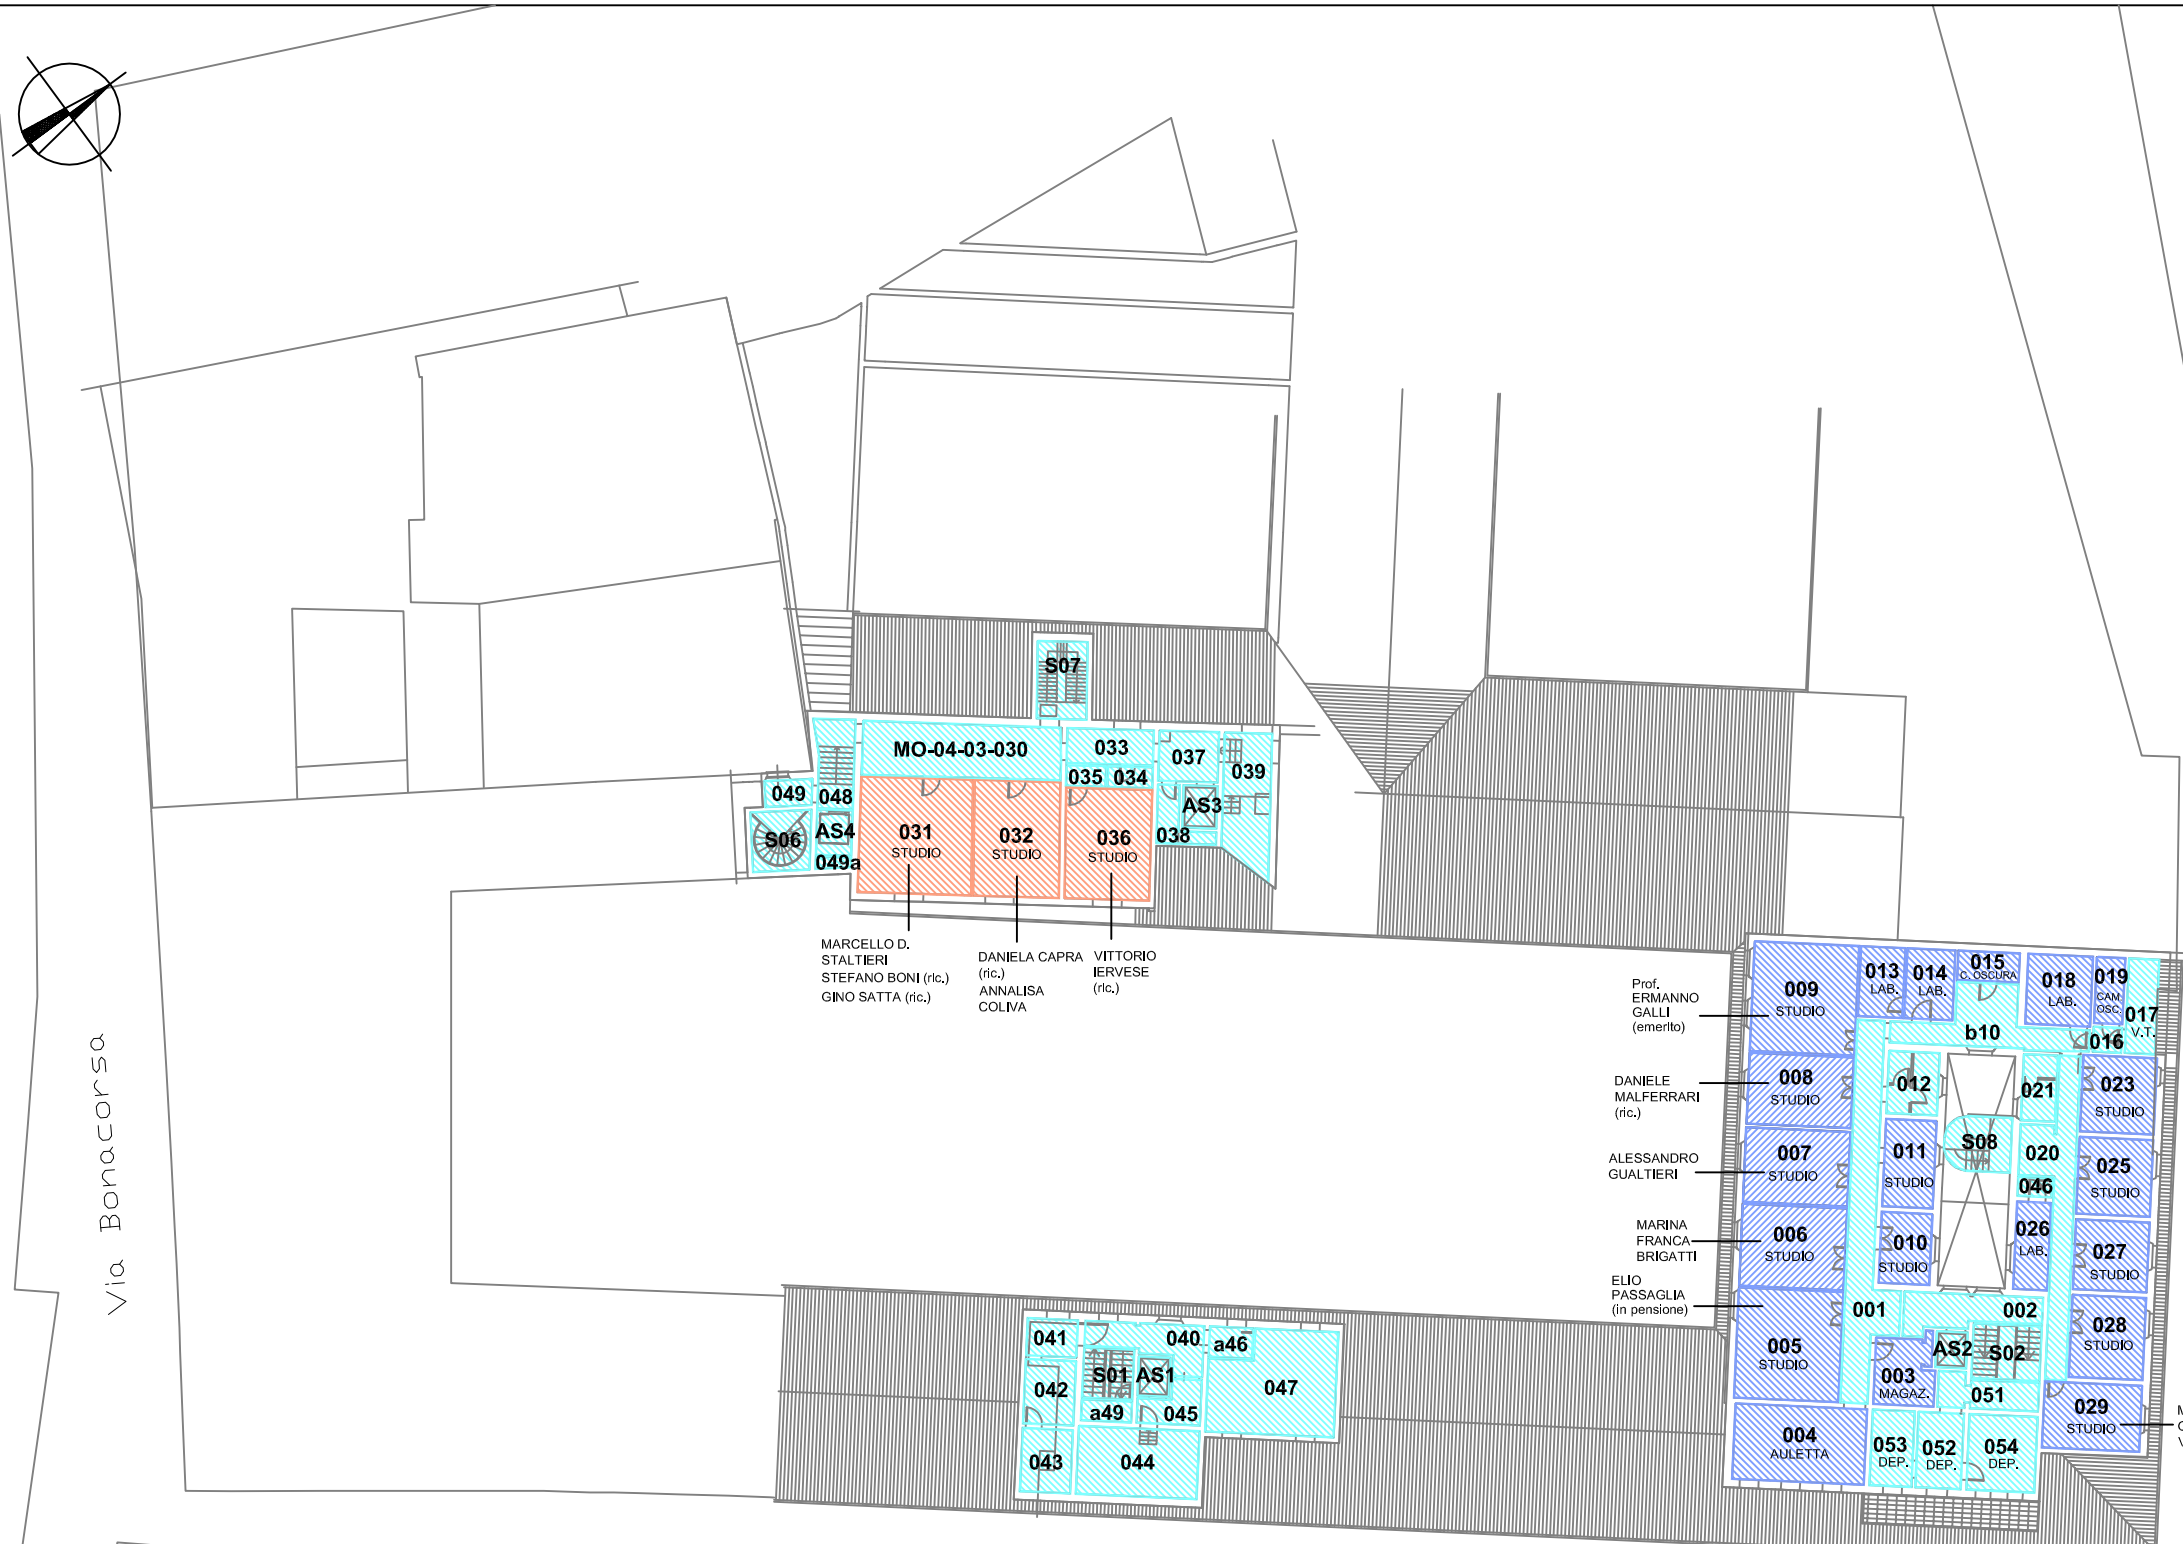 S07
MO-04-03-030
033
035
034
037
039
049
048
S06
AS4
049a
031
STUDIO
032
STUDIO
036
STUDIO
AS3
038
MARCELLO D.
STALTIERI
STEFANO BONI (ric.)
GINO SATTA (ric.)
DANIELA CAPRA
(ric.)
ANNALISA
COLIVA
VITTORIO
IERVESE
(ric.)
Via Bonacorsa
Prof.
ERMANNO
GALLI
(emerito)
DANIELE
MALFERRARI
(ric.)
ALESSANDRO
GUALTIERI
MARINA
FRANCA
BRIGATTI
ELIO
PASSAGLIA
(in pensione)
009
STUDIO
013
LAB.
014
LAB.
015
C. OSCURA
018
LAB.
019
CAM.
OSC.
017
V.T.
b10
016
008
STUDIO
012
021
023
STUDIO
007
STUDIO
011
STUDIO
S08
020
025
STUDIO
046
006
STUDIO
010
STUDIO
026
LAB.
027
STUDIO
001
002
005
STUDIO
AS2
S02
028
STUDIO
003
MAGAZ.
051
029
STUDIO
004
AULETTA
053
DEP.
052
DEP.
054
DEP.
041
040
a46
042
S01
AS1
047
a49
045
043
044